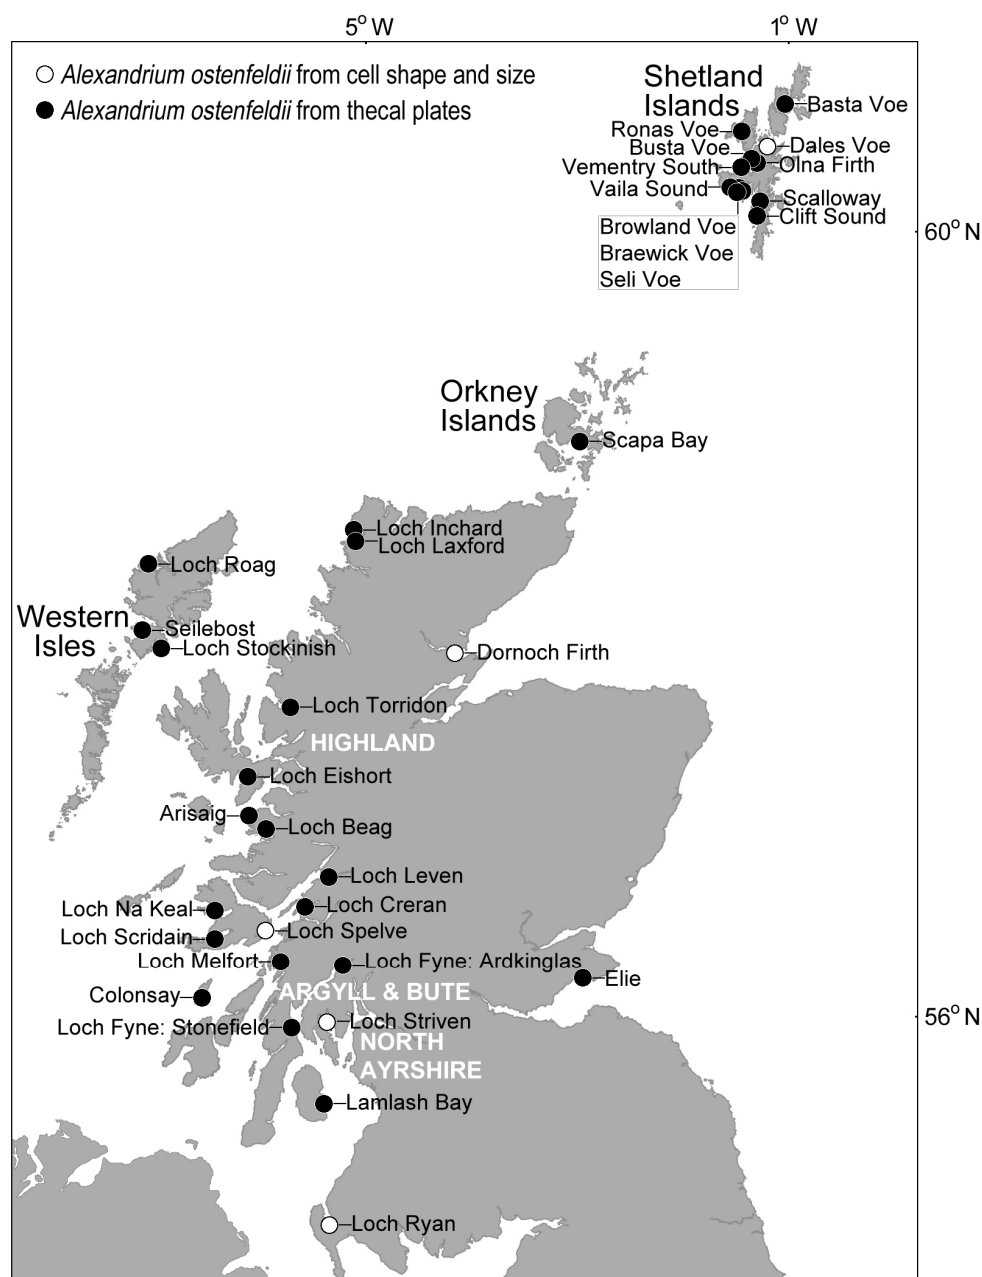 5° W
1° W
Alexandrium ostenfeldii from cell shape and size
Alexandrium ostenfeldii from thecal plates
Shetland
Islands
Basta Voe
Ronas Voe
Busta Voe
Dales Voe
Vementry South
Olna Firth
Vaila Sound
Scalloway
Clift Sound
Browland Voe
Braewick Voe
Seli Voe
60° N
Orkney
Islands
Scapa Bay
Loch Inchard
Loch Laxford
Loch Roag
Western
Isles
Seilebost
Loch Stockinish
Dornoch Firth
Loch Torridon
HIGHLAND
Loch Eishort
Arisaig
Loch Beag
Loch Leven
Loch Na Keal
Loch Creran
Loch Spelve
Loch Scridain
Loch Melfort
Loch Fyne: Ardkinglas
Elie
Colonsay
ARGYLL & BUTE
56° N
Loch Fyne: Stonefield
Loch Striven
NORTH
AYRSHIRE
Lamlash Bay
Loch Ryan